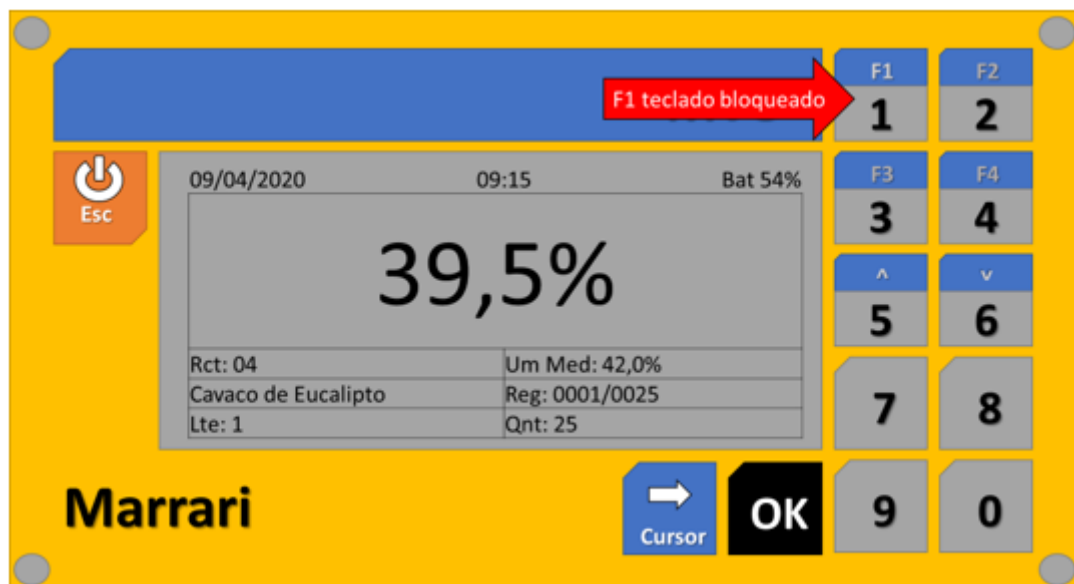 F1 teclado bloqueado
F1 F2
1 2
Esc
09/04/2020 09:15 Bat 54%
F3 F4
3 4
39,5%
^ v
5 6
Rct: 04 Um Med: 42,0%
Cavaco de Eucalipto Reg: 0001/0025
Lte: 1 Qnt: 25
7 8
Marrari
Cursor
OK
9 0